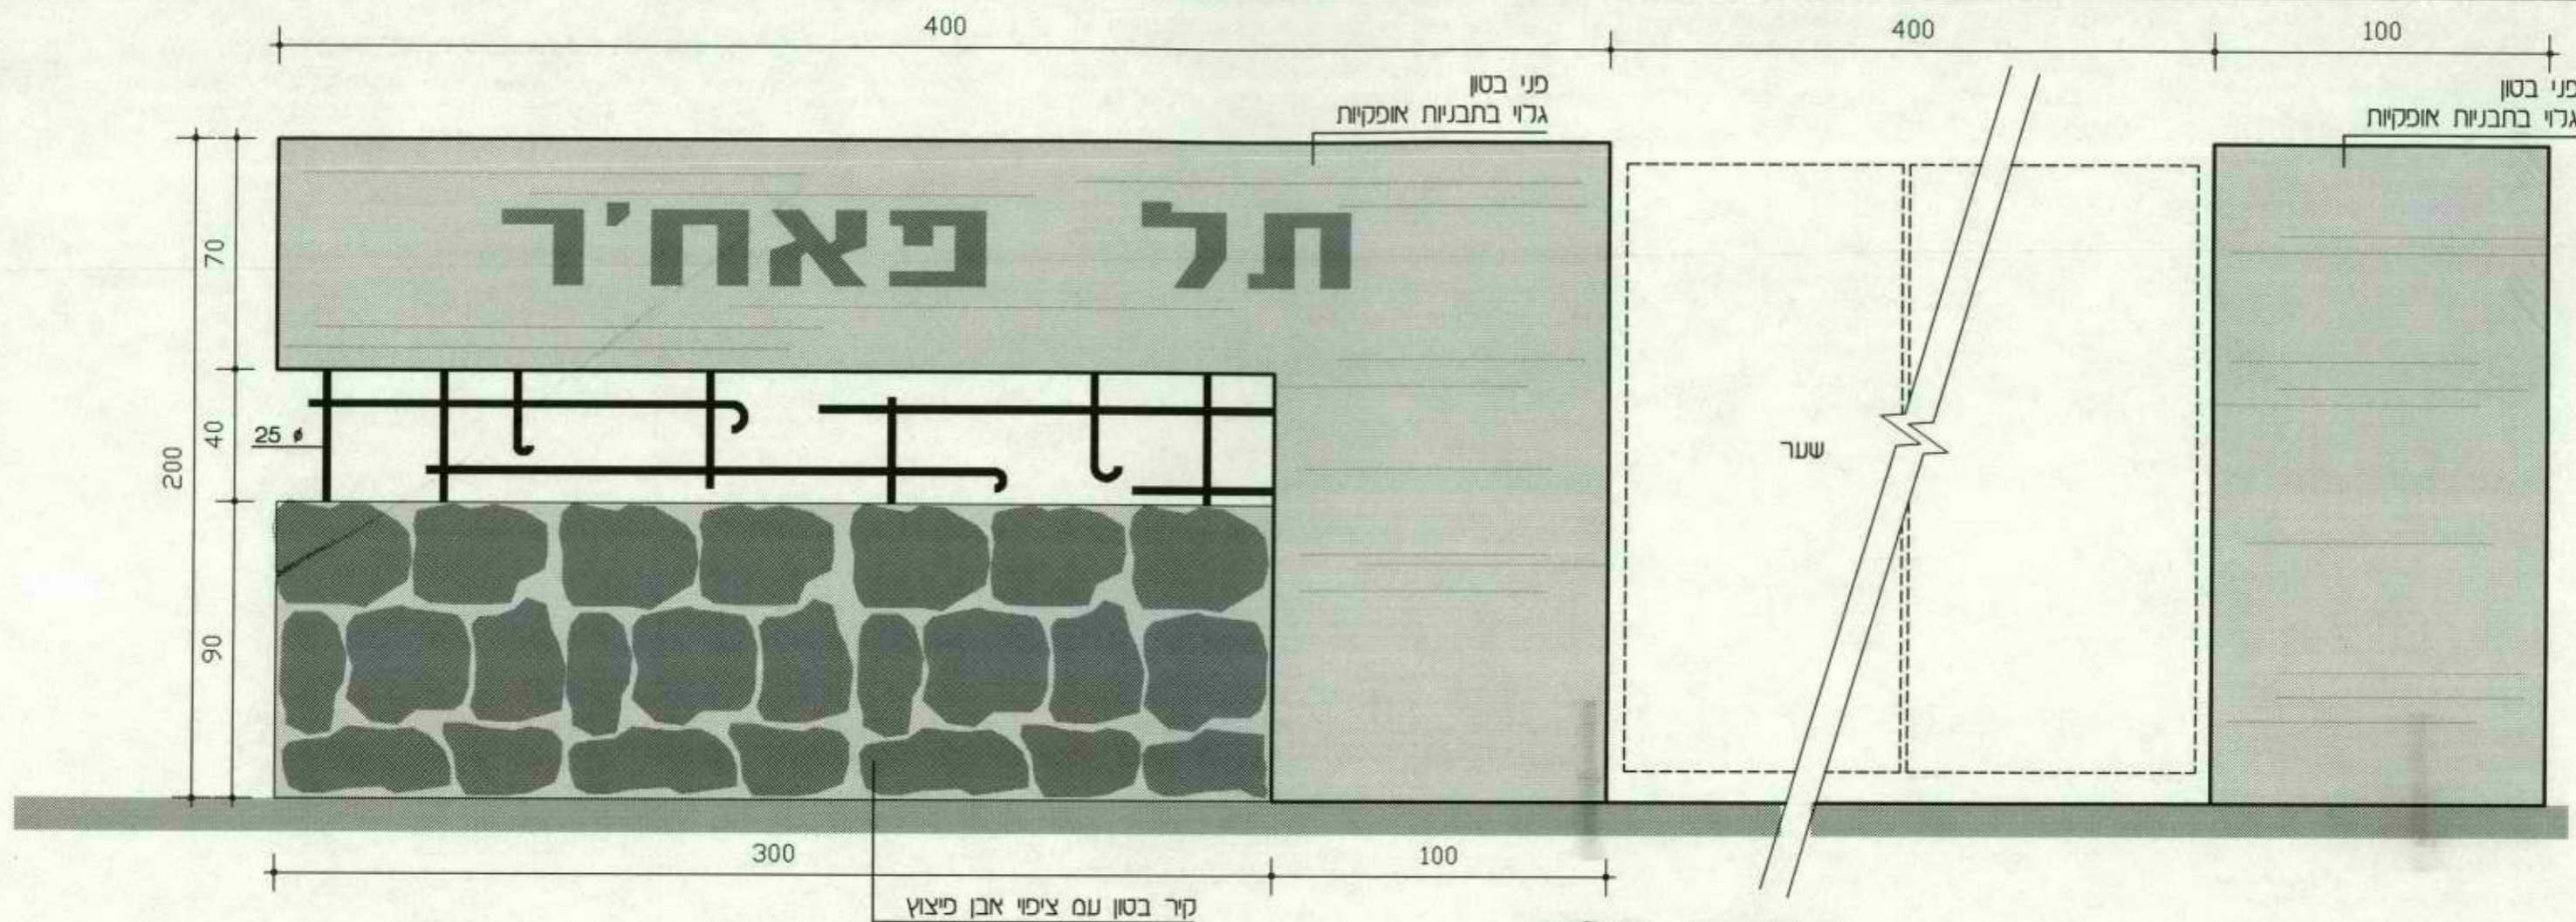 400
400
100
פני בטון
גלוי בתבניות אופקיות
פני בטון
גלוי בתבניות אופקיות
תל פאח'ר
70
40
90
200
25 ø
שער
300
100
קיר בטון עם ציפוי אבן פיצוץ